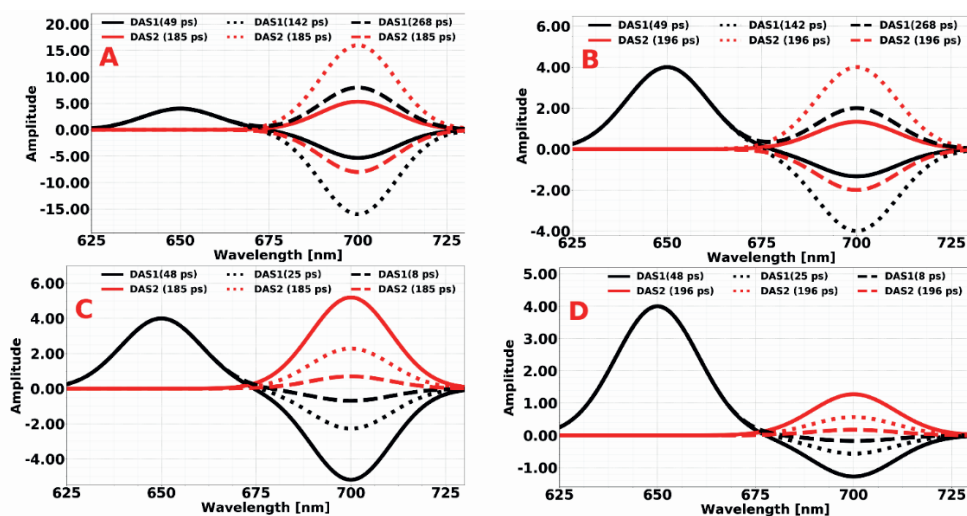 DAS1(49 ps) DAS1(142 ps) DAS1(268 ps)
DAS2 (185 ps) DAS2 (185 ps) DAS2 (185 ps)
A
20.00
15.00
10.00
5.00
0.00
-5.00
-10.00
-15.00
Amplitude
625 650 675 700 725
Wavelength [nm]
DAS1(49 ps) DAS1(142 ps) DAS1(268 ps)
DAS2 (196 ps) DAS2 (196 ps) DAS2 (196 ps)
B
6.00
4.00
2.00
0.00
-2.00
-4.00
Amplitude
625 650 675 700 725
Wavelength [nm]
DAS1(48 ps) DAS1(25 ps) DAS1(8 ps)
DAS2 (185 ps) DAS2 (185 ps) DAS2 (185 ps)
C
6.00
4.00
2.00
0.00
-2.00
-4.00
Amplitude
625 650 675 700 725
Wavelength [nm]
DAS1(48 ps) DAS1(25 ps) DAS1(8 ps)
DAS2 (196 ps) DAS2 (196 ps) DAS2 (196 ps)
D
5.00
4.00
3.00
2.00
1.00
0.00
-1.00
Amplitude
625 650 675 700 725
Wavelength [nm]